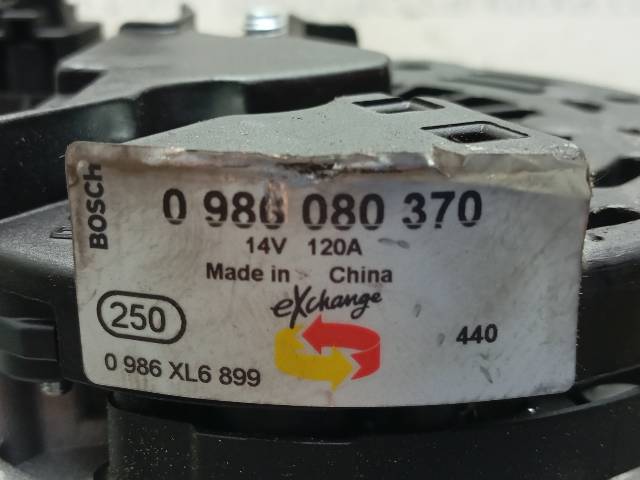 BOSCH
0 986 080 370
14V 120A
Made in China
eXchange
250
440
0 986 XL6 899